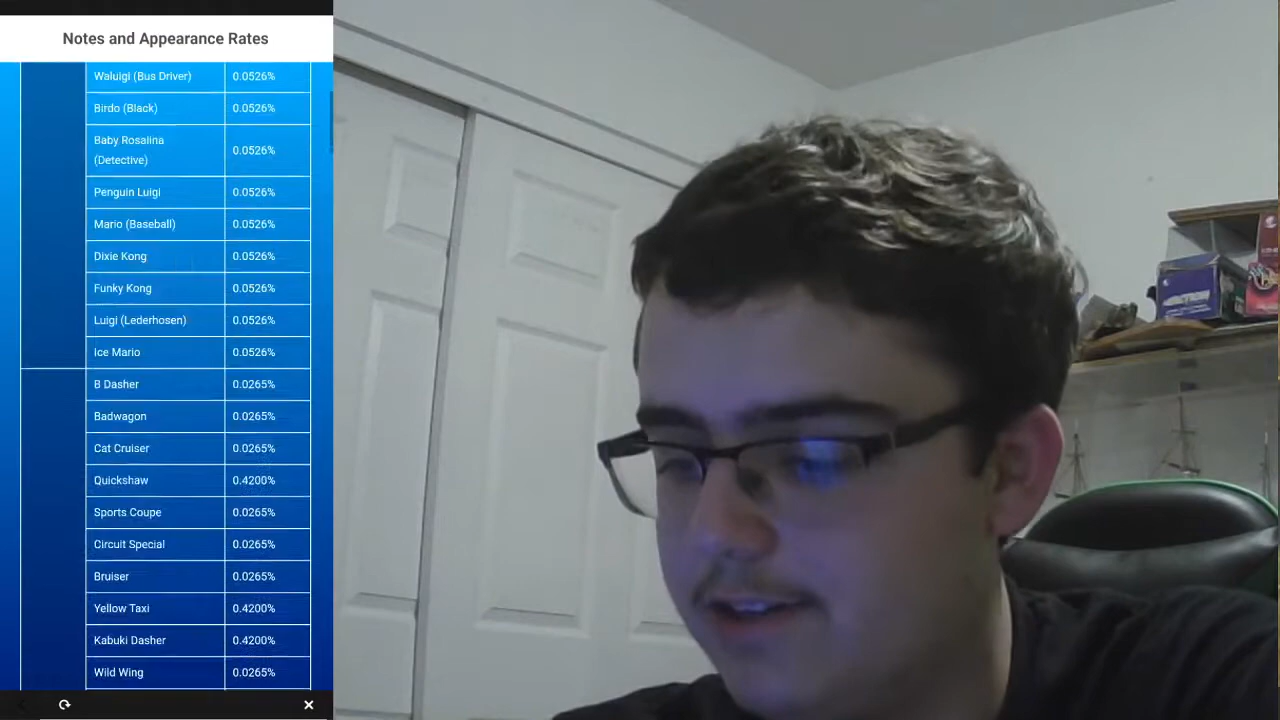 Notes and Appearance Rates
Waluigi (Bus Driver) 0.0526%
Birdo (Black) 0.0526%
Baby Rosalina
(Detective) 0.0526%
Penguin Luigi 0.0526%
Mario (Baseball) 0.0526%
Dixie Kong 0.0526%
Funky Kong 0.0526%
Luigi (Lederhosen) 0.0526%
Ice Mario 0.0526%
B Dasher 0.0265%
Badwagon 0.0265%
Cat Cruiser 0.0265%
Quickshaw 0.4200%
Sports Coupe 0.0265%
Circuit Special 0.0265%
Bruiser 0.0265%
Yellow Taxi 0.4200%
Kabuki Dasher 0.4200%
Wild Wing 0.0265%